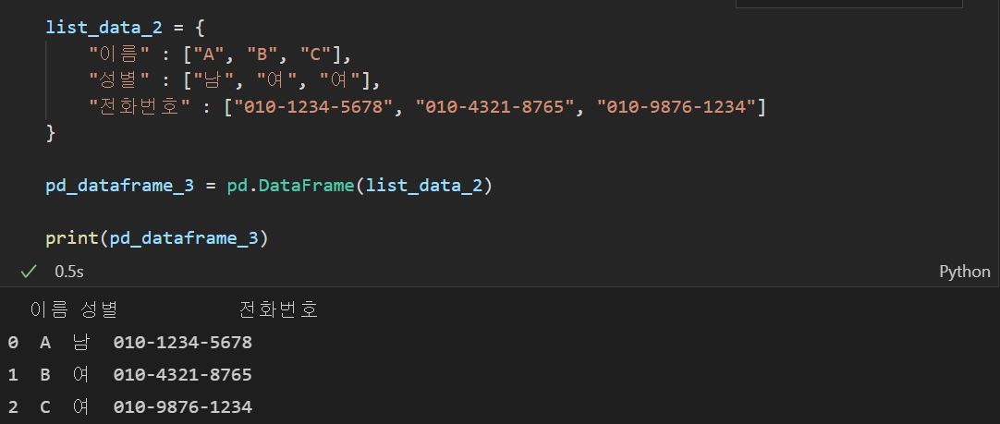 list_data_2 = {
    "이름" : ["A", "B", "C"],
    "성별" : ["남", "여", "여"],
    "전화번호" : ["010-1234-5678", "010-4321-8765", "010-9876-1234"]
}
pd_dataframe_3 = pd.DataFrame(list_data_2)
print(pd_dataframe_3)
0.5s Python
이름 성별 전화번호
0 A 남 010-1234-5678
1 B 여 010-4321-8765
2 C 여 010-9876-1234